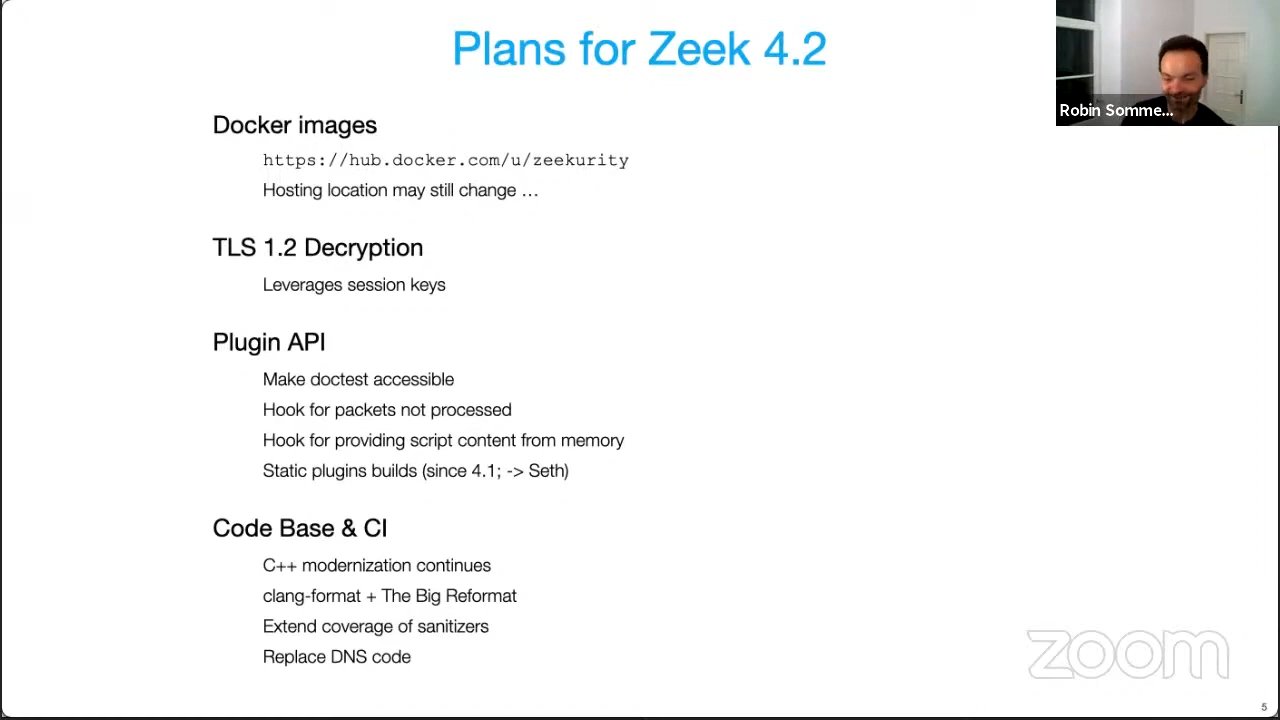 Plans for Zeek 4.2
Robin Somme...
Docker images
https://hub.docker.com/u/zeekurity
Hosting location may still change …
TLS 1.2 Decryption
Leverages session keys
Plugin API
Make doctest accessible
Hook for packets not processed
Hook for providing script content from memory
Static plugins builds (since 4.1; -> Seth)
Code Base & CI
C++ modernization continues
clang-format + The Big Reformat
Extend coverage of sanitizers
Replace DNS code
zoom
5